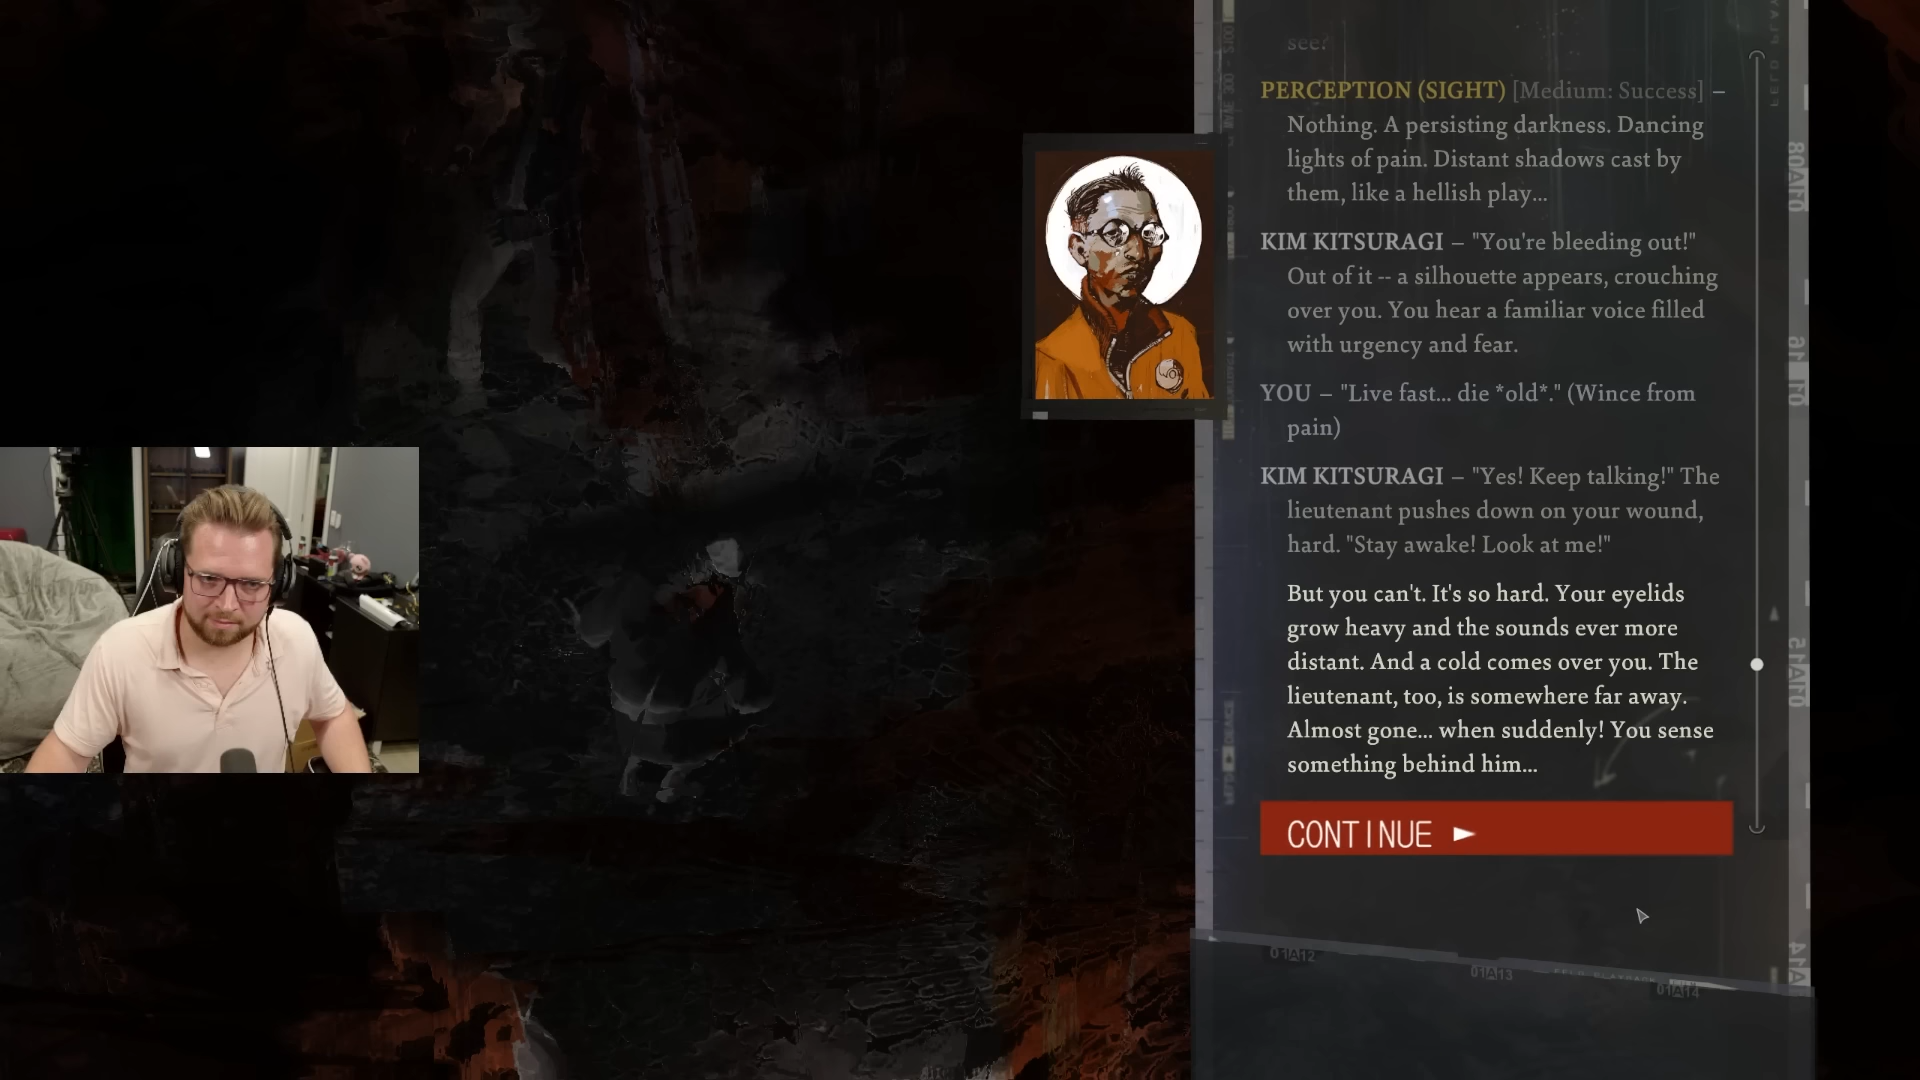 see?
PERCEPTION (SIGHT) [Medium: Success] –
Nothing. A persisting darkness. Dancing
lights of pain. Distant shadows cast by
them, like a hellish play...
KIM KITSURAGI – "You're bleeding out!"
Out of it -- a silhouette appears, crouching
over you. You hear a familiar voice filled
with urgency and fear.
YOU – "Live fast... die *old*." (Wince from
pain)
KIM KITSURAGI – "Yes! Keep talking!" The
lieutenant pushes down on your wound,
hard. "Stay awake! Look at me!"
But you can't. It's so hard. Your eyelids
grow heavy and the sounds ever more
distant. And a cold comes over you. The
lieutenant, too, is somewhere far away.
Almost gone... when suddenly! You sense
something behind him...
CONTINUE
01A12
01A13
01A14